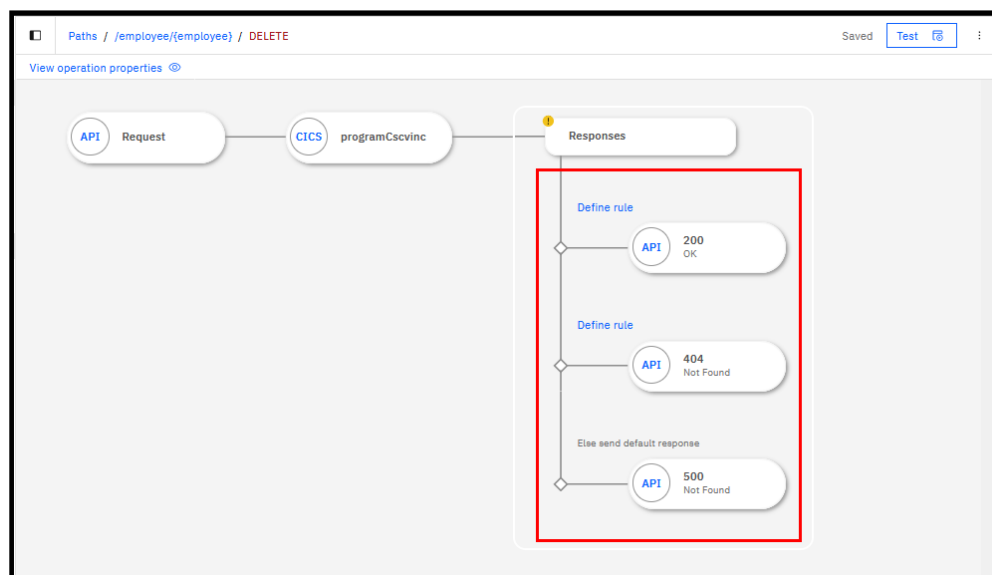 Paths / /employee/{employee} / DELETE
Saved
Test
View operation properties
API Request
CICS programCscvinc
Responses
Define rule
API 200
OK
Define rule
API 404
Not Found
Else send default response
API 500
Not Found